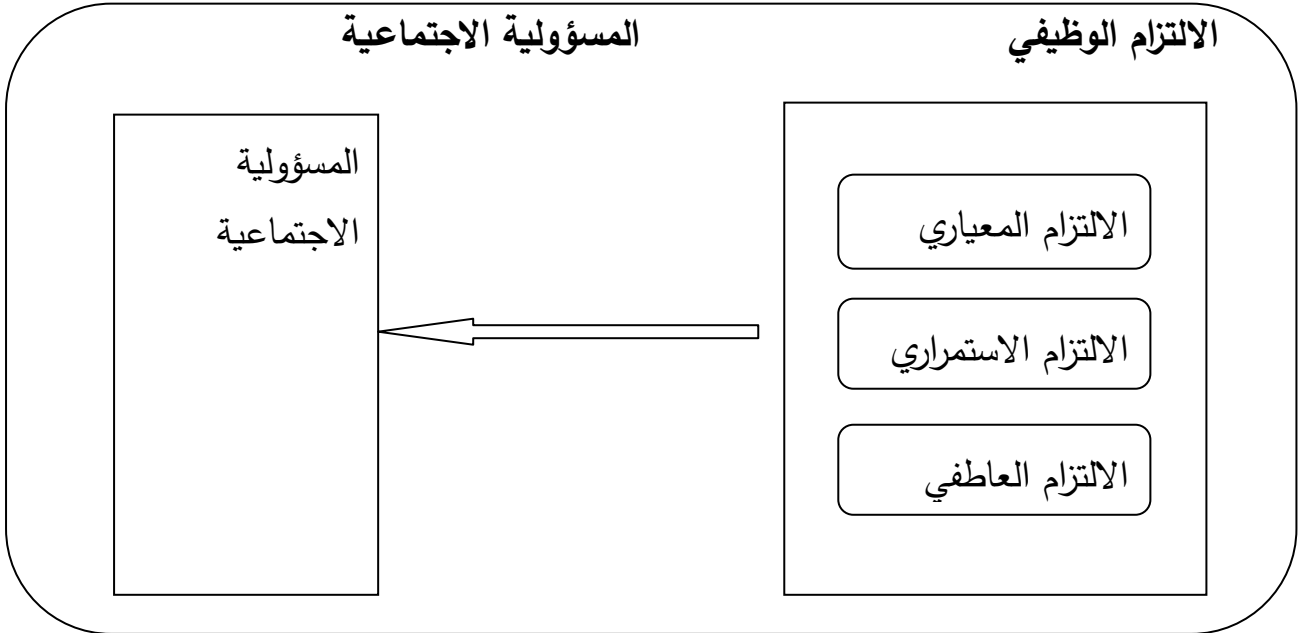 الالتزام الوظيفي
المسؤولية الاجتماعية
الالتزام المعياري
الالتزام الاستمراري
الالتزام العاطفي
المسؤولية
الاجتماعية